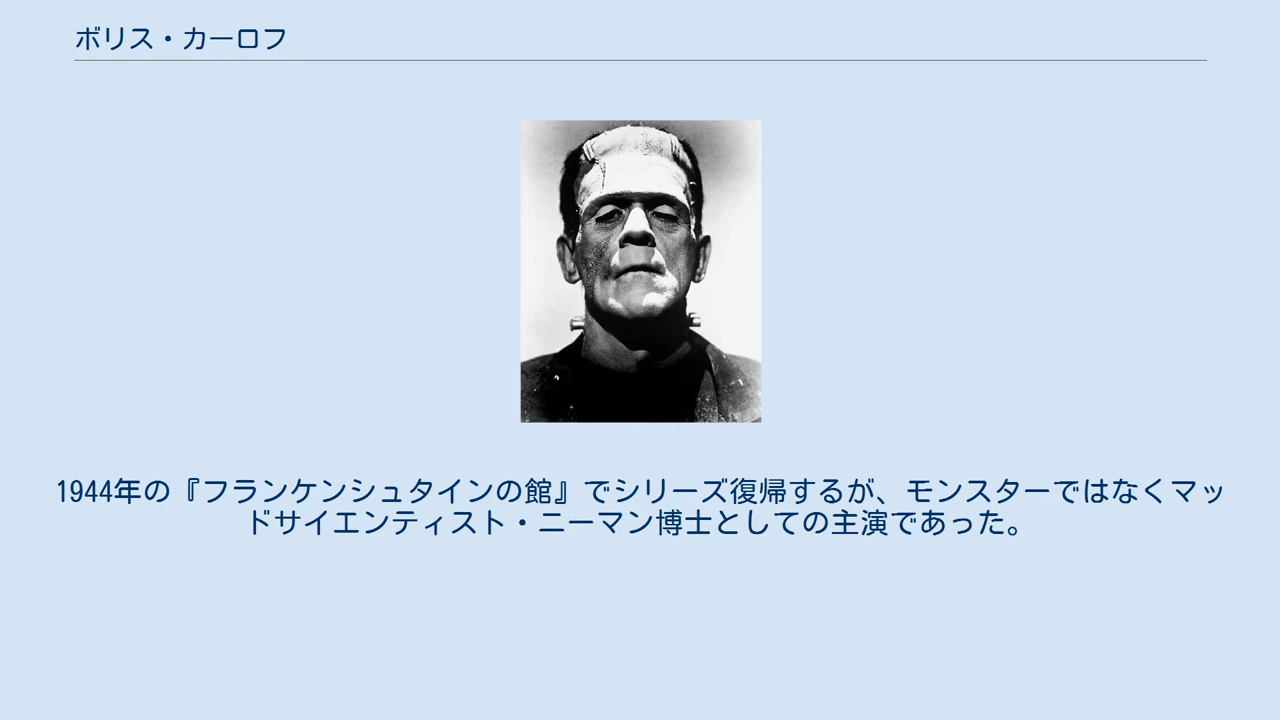 ボリス・カーロフ
1944年の『フランケンシュタインの館』でシリーズ復帰するが、モンスターではなくマッ
ドサイエンティスト・ニーマン博士としての主演であった。